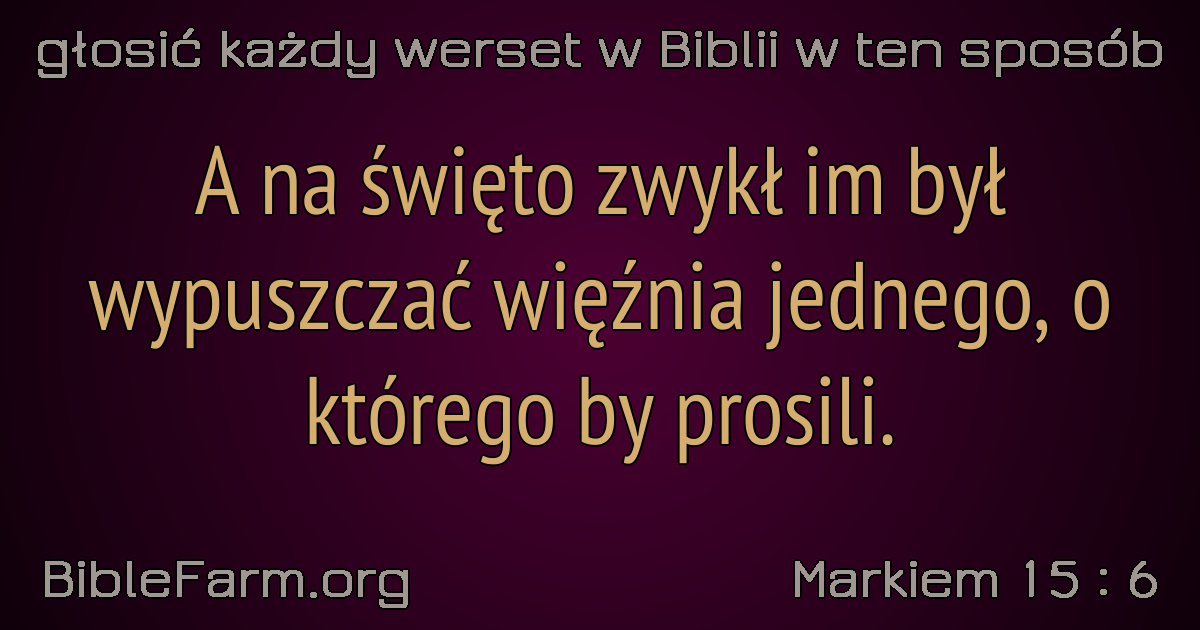 głosić każdy werset w Biblii w ten sposób
A na święto zwykł im był
wypuszczać więźnia jednego, o
którego by prosili.
BibleFarm.org
Markiem 15 : 6